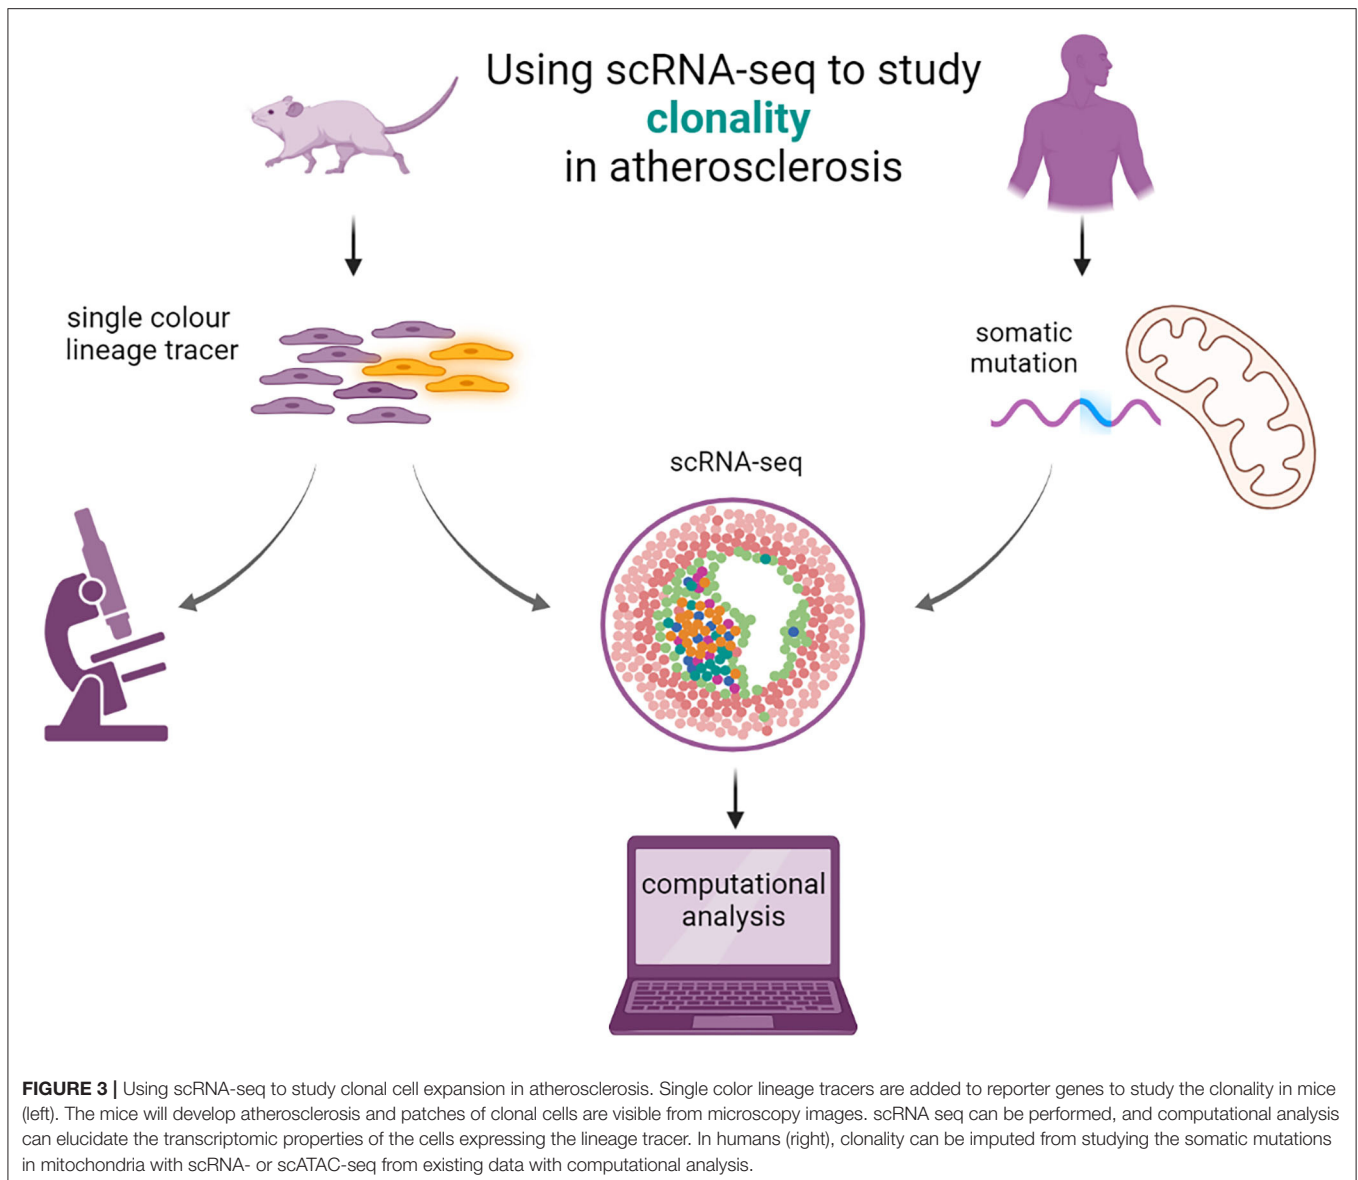 Using scRNA-seq to study
clonality
in atherosclerosis
single colour
lineage tracer
somatic
mutation
scRNA-seq
computational
analysis
FIGURE 3 | Using scRNA-seq to study clonal cell expansion in atherosclerosis. Single color lineage tracers are added to reporter genes to study the clonality in mice
(left). The mice will develop atherosclerosis and patches of clonal cells are visible from microscopy images. scRNA seq can be performed, and computational analysis
can elucidate the transcriptomic properties of the cells expressing the lineage tracer. In humans (right), clonality can be imputed from studying the somatic mutations
in mitochondria with scRNA- or scATAC-seq from existing data with computational analysis.